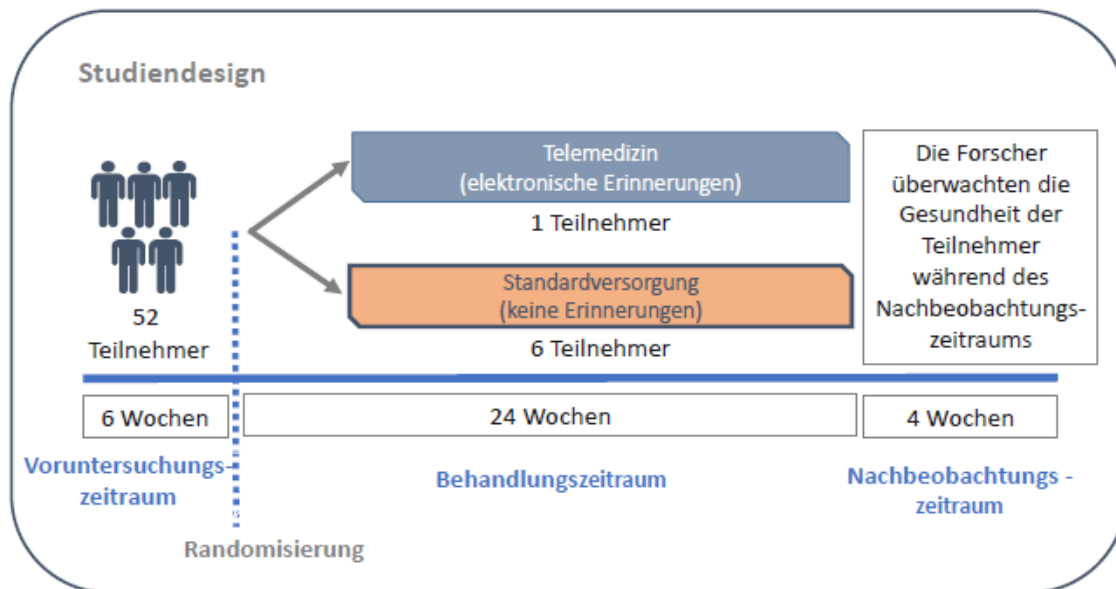 Studiendesign
Telemedizin
(elektronische Erinnerungen)
1 Teilnehmer
Standardversorgung
(keine Erinnerungen)
6 Teilnehmer
Die Forscher
überwachten die
Gesundheit der
Teilnehmer
während des
Nachbeobachtungs-
zeitraums
52
Teilnehmer
6 Wochen
24 Wochen
4 Wochen
Voruntersuchungs-
zeitraum
Behandlungszeitraum
Nachbeobachtungs -
zeitraum
Randomisierung